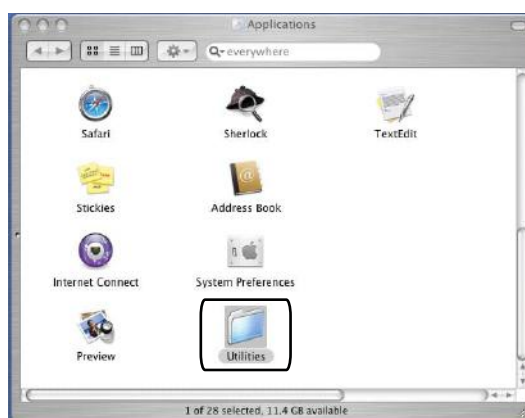 Applications
everywhere
Safari
Sherlock
TextEdit
Stickies
Address Book
Internet Connect
System Preferences
Preview
Utilities
1 of 28 selected, 11.4 GB available